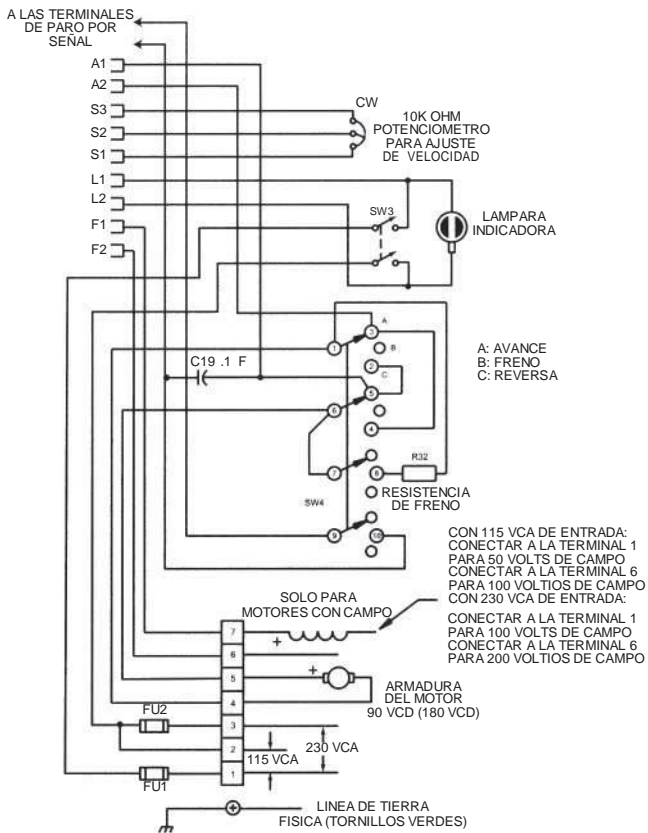 A LAS TERMINALES
DE PARO POR
SEÑAL
A1
A2
S3
S2
S1
L1
L2
F1
F2
CW
10K OHM
POTENCIOMETRO
PARA AJUSTE
DE VELOCIDAD
SW3
LAMPARA
INDICADORA
A
3
1
B
2
C
5
6
4
A: AVANCE
B: FRENO
C: REVERSA
C19 .1 F
R32
7
8
RESISTENCIA
DE FRENO
SW4
9
10
CON 115 VCA DE ENTRADA:
CONECTAR A LA TERMINAL 1
PARA 50 VOLTS DE CAMPO
CONECTAR A LA TERMINAL 6
PARA 100 VOLTIOS DE CAMPO
CON 230 VCA DE ENTRADA:
CONECTAR A LA TERMINAL 1
PARA 100 VOLTS DE CAMPO
CONECTAR A LA TERMINAL 6
PARA 200 VOLTIOS DE CAMPO
SOLO PARA
MOTORES CON CAMPO
7
+
6
5
+
4
ARMADURA
DEL MOTOR
90 VCD (180 VCD)
FU2
3
2
115 VCA
230 VCA
1
FU1
LINEA DE TIERRA
FISICA (TORNILLOS VERDES)